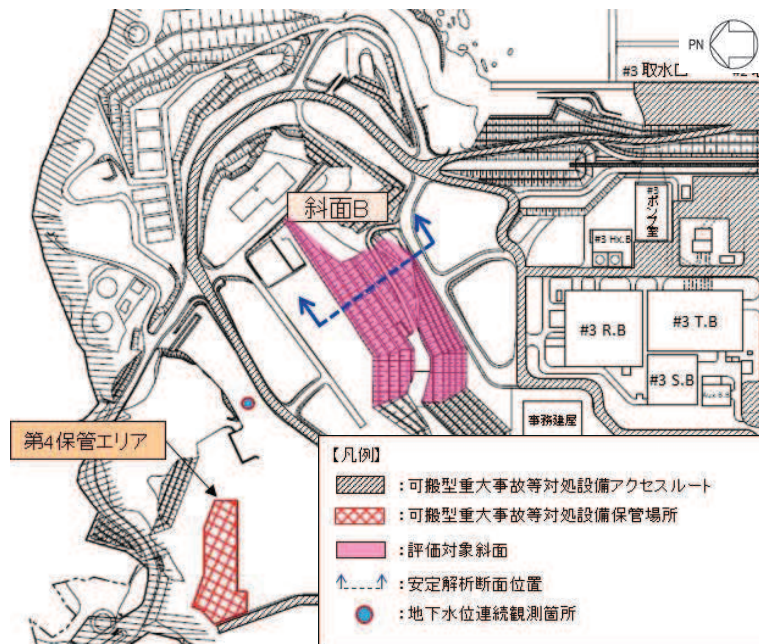 PN
#3 取水口
斜面B
#3 ポンプ室
#3 Hx.B
#3 R.B
#3 T.B
#3 S.B
事務建屋
第4保管エリア
【凡例】
：可搬型重大事故等対処設備アクセスルート
：可搬型重大事故等対処設備保管場所
：評価対象斜面
：安定解析断面位置
：地下水位連続観測箇所